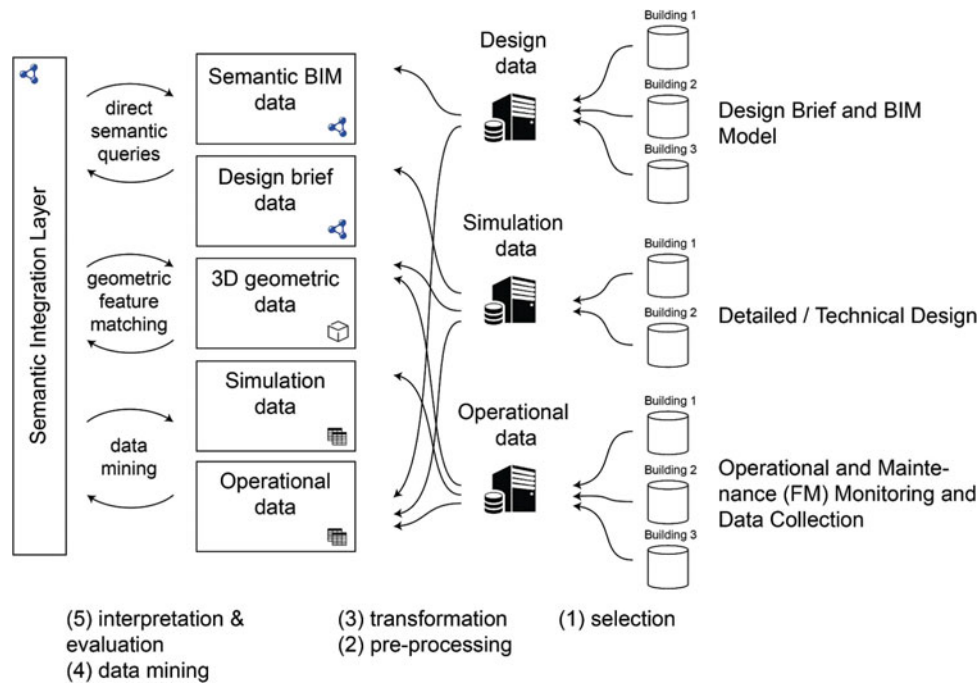 Semantic Integration Layer
direct
semantic
queries
geometric
feature
matching
data
mining
Semantic BIM
data
Design brief
data
3D geometric
data
Simulation
data
Operational
data
Design
data
Simulation
data
Operational
data
Building 1
Building 2
Building 3
Design Brief and BIM
Model
Building 1
Building 2
Detailed / Technical Design
Building 1
Building 2
Building 3
Operational and Mainte-
nance (FM) Monitoring and
Data Collection
(5) interpretation &
evaluation
(4) data mining
(3) transformation
(2) pre-processing
(1) selection